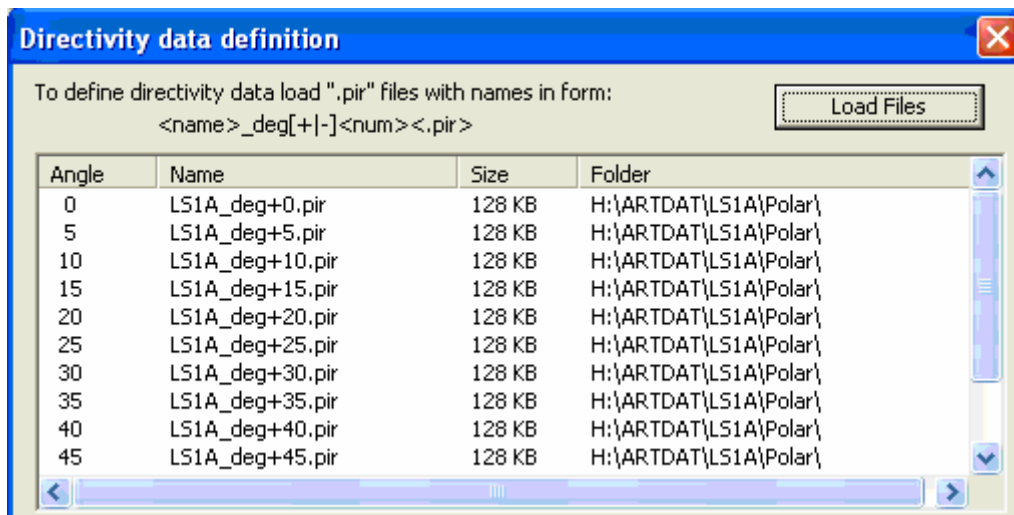 Directivity data definition
To define directivity data load ".pir" files with names in form:
<name>_deg[+|-]<num><.pir>
Load Files
Angle Name Size Folder
0 LS1A_deg+0.pir 128 KB H:\ARTDAT\LS1A\Polar\
5 LS1A_deg+5.pir 128 KB H:\ARTDAT\LS1A\Polar\
10 LS1A_deg+10.pir 128 KB H:\ARTDAT\LS1A\Polar\
15 LS1A_deg+15.pir 128 KB H:\ARTDAT\LS1A\Polar\
20 LS1A_deg+20.pir 128 KB H:\ARTDAT\LS1A\Polar\
25 LS1A_deg+25.pir 128 KB H:\ARTDAT\LS1A\Polar\
30 LS1A_deg+30.pir 128 KB H:\ARTDAT\LS1A\Polar\
35 LS1A_deg+35.pir 128 KB H:\ARTDAT\LS1A\Polar\
40 LS1A_deg+40.pir 128 KB H:\ARTDAT\LS1A\Polar\
45 LS1A_deg+45.pir 128 KB H:\ARTDAT\LS1A\Polar\